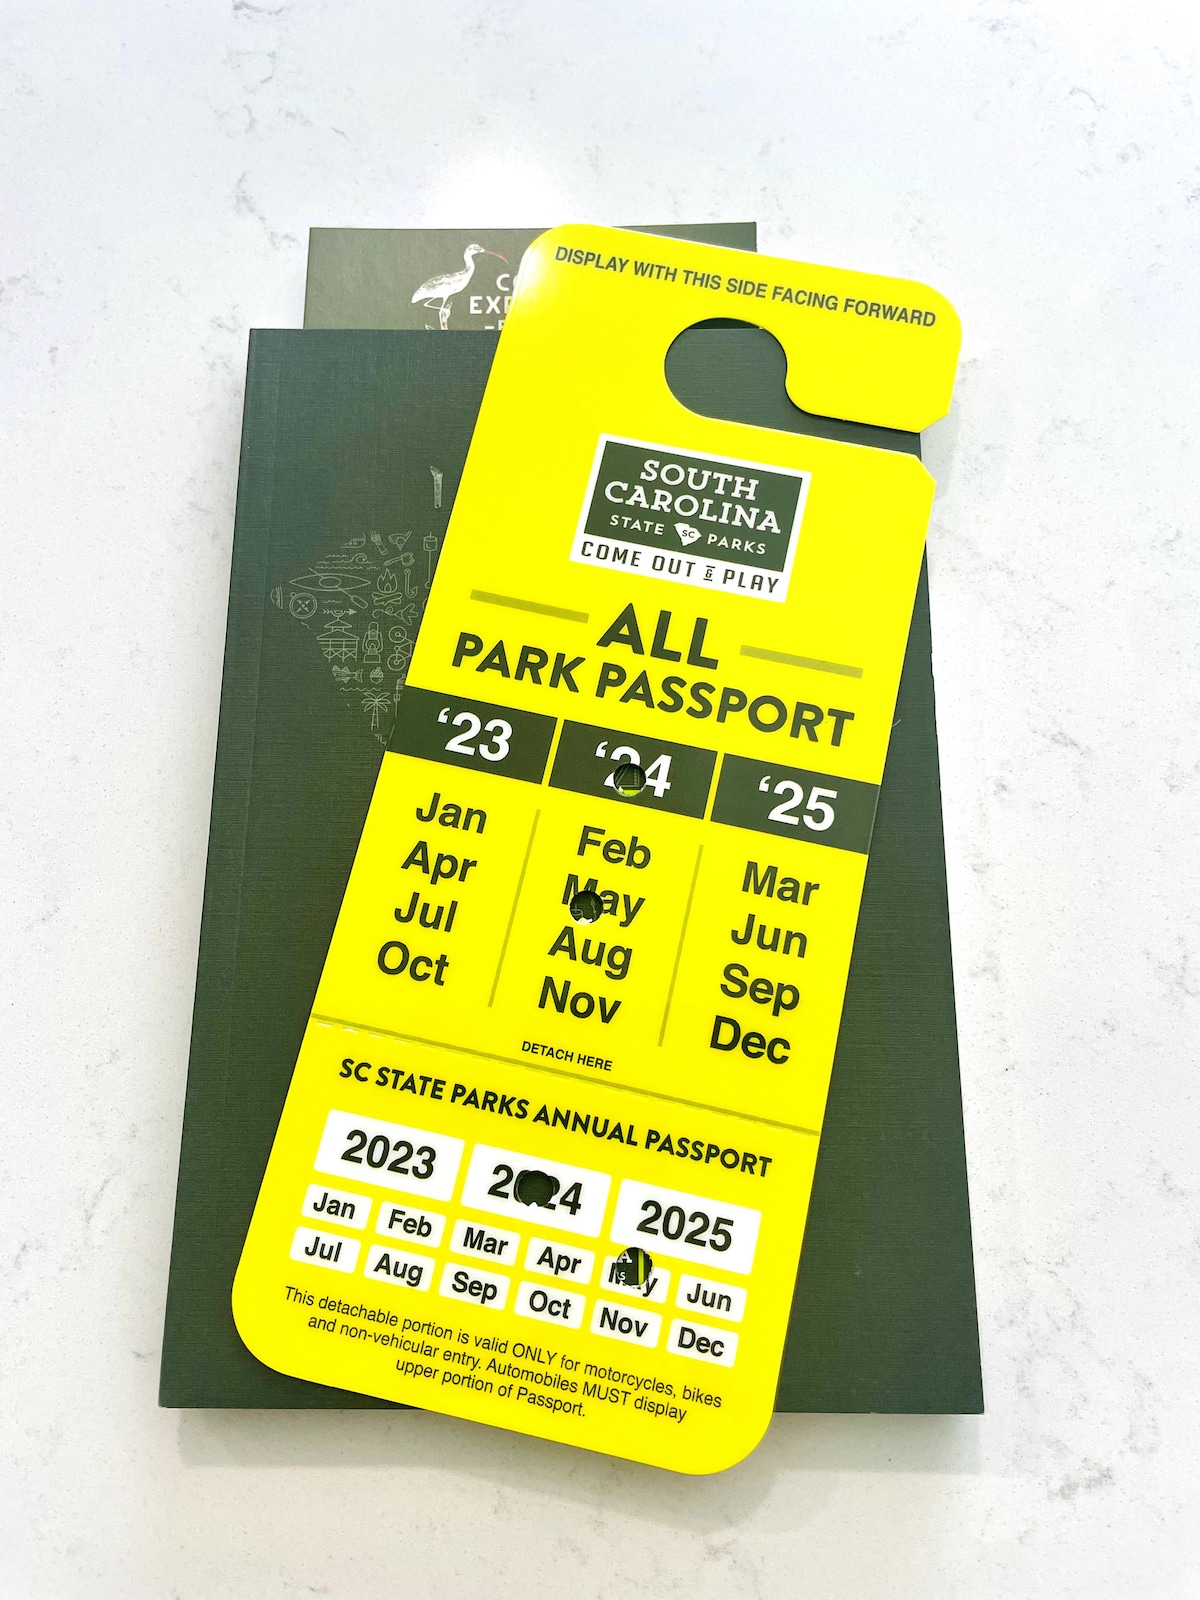 DISPLAY WITH THIS SIDE FACING FORWARD
SOUTH
CAROLINA
STATE SC PARKS
COME OUT & PLAY
ALL
PARK PASSPORT
‘23 ‘24 ‘25
Jan Feb Mar
Apr May Jun
Jul Aug Sep
Oct Nov Dec
DETACH HERE
SC STATE PARKS ANNUAL PASSPORT
2023 2024 2025
Jan Feb Mar Apr May Jun
Jul Aug Sep Oct Nov Dec
This detachable portion is valid ONLY for motorcycles, bikes
and non-vehicular entry. Automobiles MUST display
upper portion of Passport.